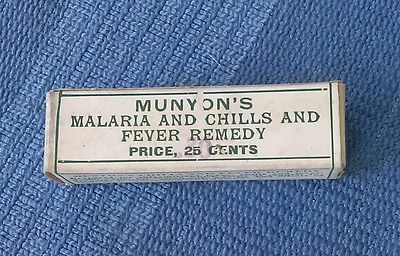 MUNYON'S
MALARIA AND CHILLS AND
FEVER REMEDY
PRICE, 25 CENTS